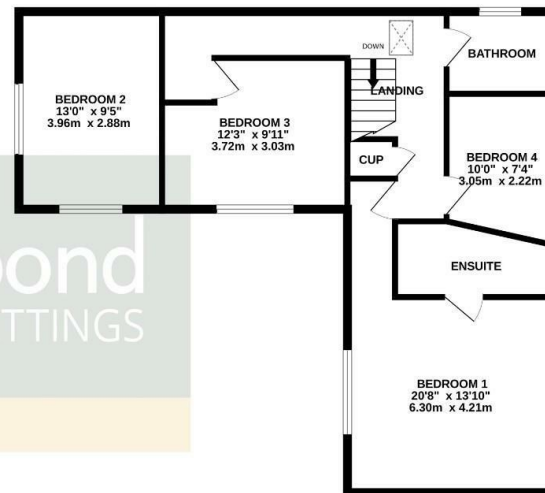 BEDROOM 2
13'0" x 9'5"
3.96m x 2.88m
BEDROOM 3
12'3" x 9'11"
3.72m x 3.03m
DOWN
LANDING
CUP
BATHROOM
BEDROOM 4
10'0" x 7'4"
3.05m x 2.22m
ENSUITE
BEDROOM 1
20'8" x 13'10"
6.30m x 4.21m
ond
TTINGS